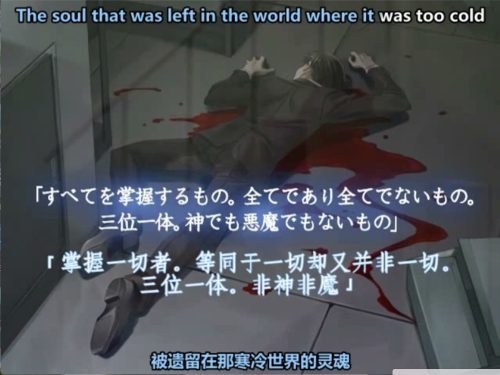 The soul that was left in the world where it was too cold
「すべてを掌握するもの。全てであり全てでないもの。
三位一体。神でも悪魔でもないもの」
『掌握一切者。等同于一切却又并非一切。
三位一体。非神非魔』
被遗留在那寒冷世界的灵魂